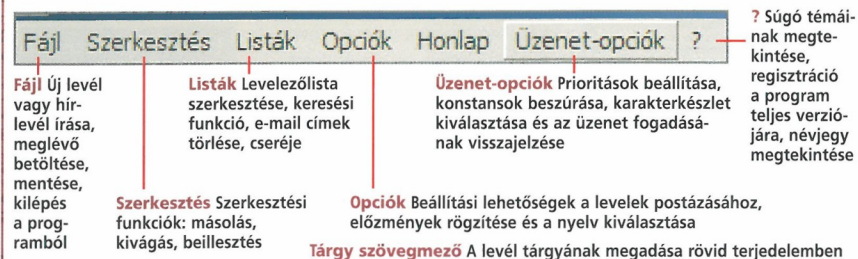 Fájl Szerkesztés Listák Opciók Honlap Üzenet-opciók ?
? Súgó témái-
nak megte-
kintése,
regisztráció
a program
teljes verzió-
jára, névjegy
megtekintése
Fájl Új levél
vagy hír-
levél írása,
meglévő
betöltése,
mentése,
kilépés
a prog-
ramból
Listák Levelezőlista
szerkesztése, keresési
funkció, e-mail címek
törlése, cseréje
Üzenet-opciók Prioritások beállítása,
konstansok beszúrása, karakterkészlet
kiválasztása és az üzenet fogadásá-
nak visszajelzése
Szerkesztés Szerkesztési
funkciók: másolás,
kivágás, beillesztés
Opciók Beállítási lehetőségek a levelek postázásához,
előzmények rögzítése és a nyelv kiválasztása
Tárgy szövegmező A levél tárgyának megadása rövid terjedelemben